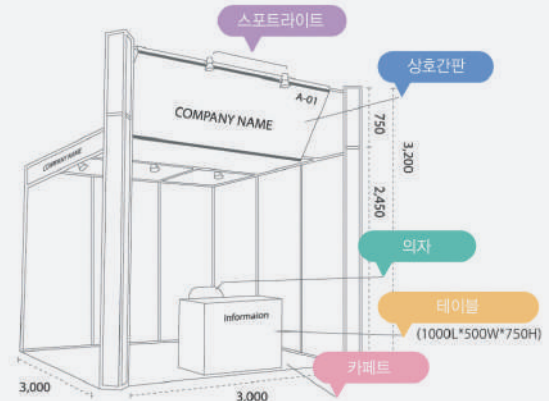 스포트라이트
상호간판
A-01
COMPANY NAME
COMPANY NAME
750
3,200
2,450
의자
Informaion
테이블
(1000L*500W*750H)
카페트
3,000
3,000